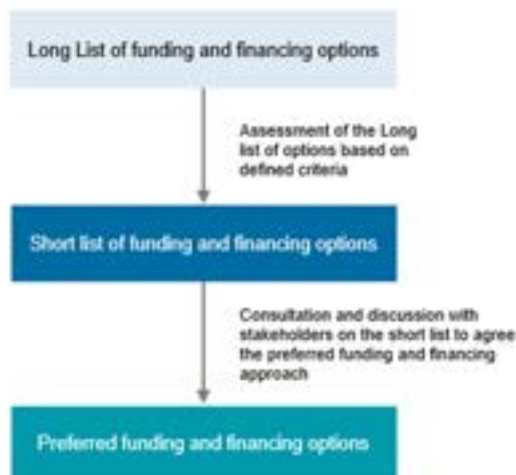 Long List of funding and financing options
Assessment of the Long
list of options based on
defined criteria
Short list of funding and financing options
Consultation and discussion with
stakeholders on the short list to agree
the preferred funding and financing
approach
Preferred funding and financing options